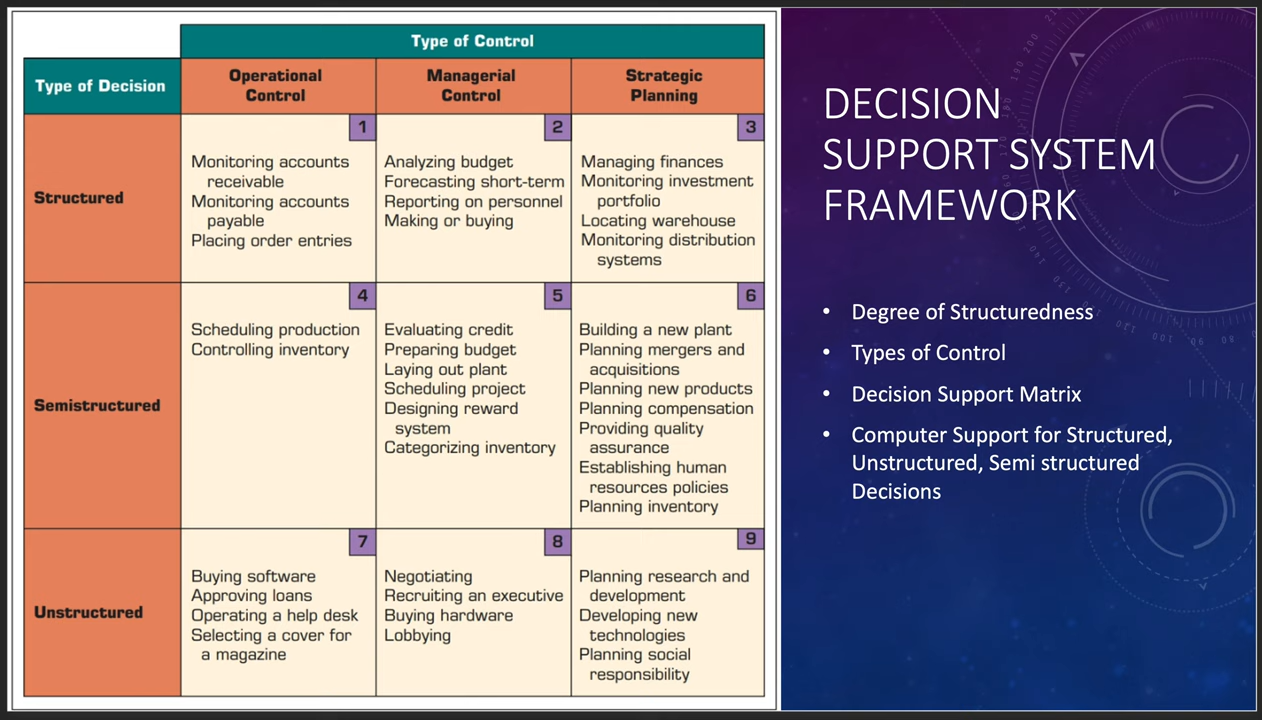 Type of Control
Type of Decision
Operational
Control
Managerial
Control
Strategic
Planning
Structured
1
Monitoring accounts
receivable
Monitoring accounts
payable
Placing order entries
2
Analyzing budget
Forecasting short-term
Reporting on personnel
Making or buying
3
Managing finances
Monitoring investment
portfolio
Locating warehouse
Monitoring distribution
systems
Semistructured
4
Scheduling production
Controlling inventory
5
Evaluating credit
Preparing budget
Laying out plant
Scheduling project
Designing reward
system
Categorizing inventory
6
Building a new plant
Planning mergers and
acquisitions
Planning new products
Planning compensation
Providing quality
assurance
Establishing human
resources policies
Planning inventory
Unstructured
7
Buying software
Approving loans
Operating a help desk
Selecting a cover for
a magazine
8
Negotiating
Recruiting an executive
Buying hardware
Lobbying
9
Planning research and
development
Developing new
technologies
Planning social
responsibility
DECISION
SUPPORT SYSTEM
FRAMEWORK
• Degree of Structuredness
• Types of Control
• Decision Support Matrix
• Computer Support for Structured,
Unstructured, Semi structured
Decisions